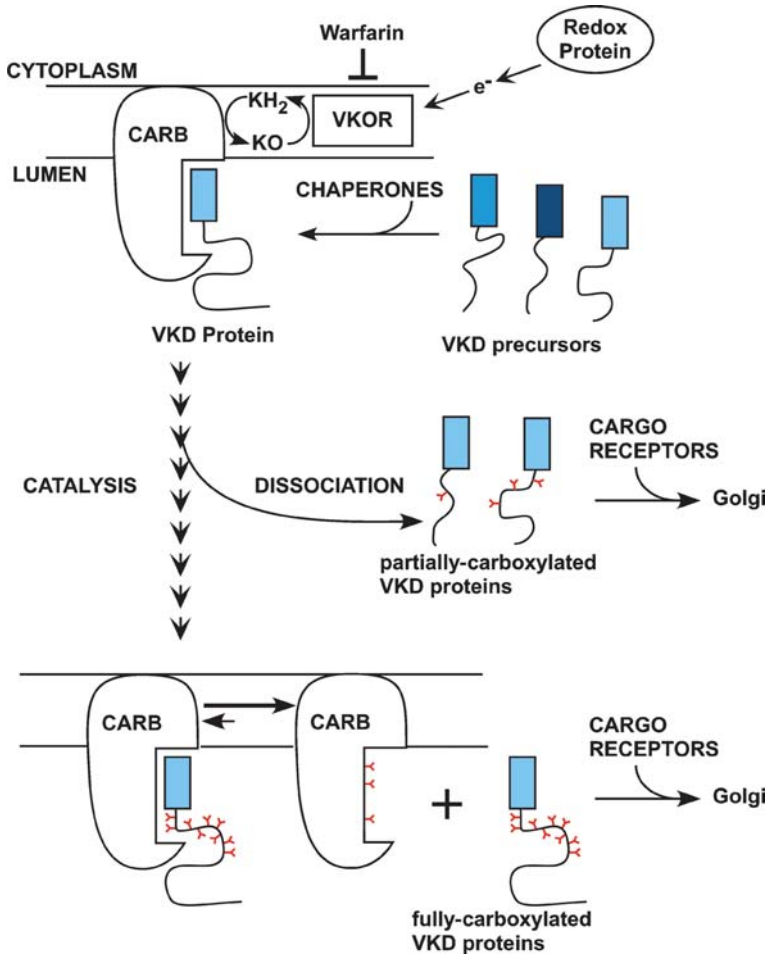 Redox
Protein
Warfarin
CYTOPLASM
e-
KH2
VKOR
CARB
KO
LUMEN
CHAPERONES
VKD Protein
VKD precursors
CARGO
RECEPTORS
CATALYSIS
DISSOCIATION
Golgi
partially-carboxylated
VKD proteins
CARB
CARB
CARGO
RECEPTORS
+
Golgi
fully-carboxylated
VKD proteins